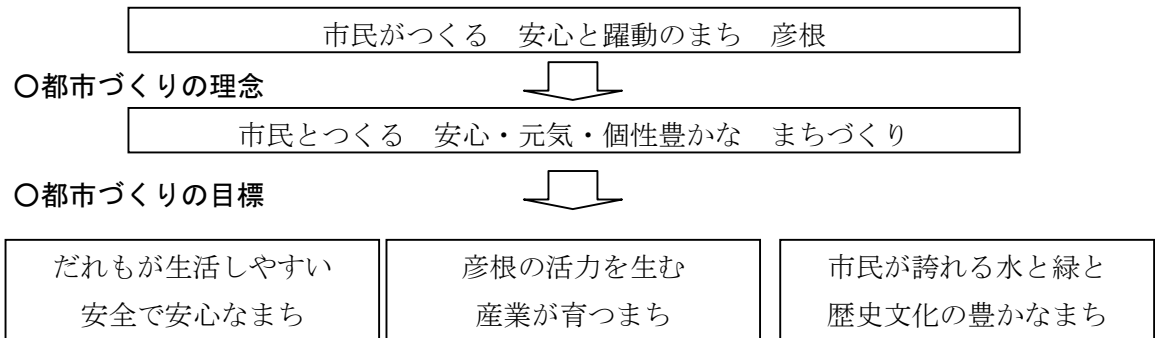 市民がつくる　安心と躍動のまち　彦根
○都市づくりの理念
市民とつくる　安心・元気・個性豊かな　まちづくり
○都市づくりの目標
だれもが生活しやすい
安全で安心なまち
彦根の活力を生む
産業が育つまち
市民が誇れる水と緑と
歴史文化の豊かなまち